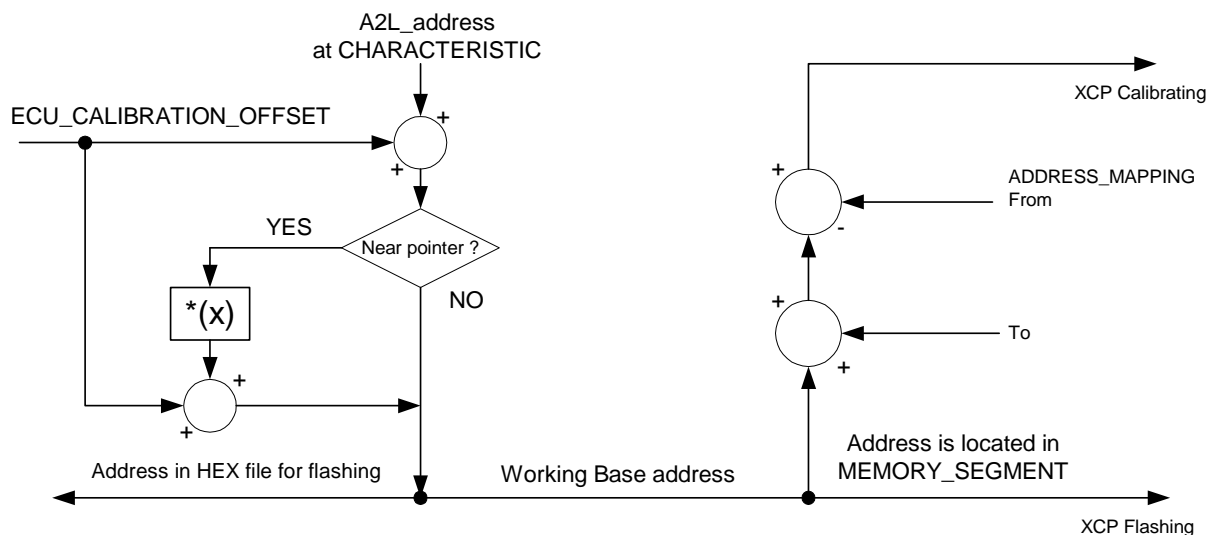 A2L_address
at CHARACTERISTIC
XCP Calibrating
ECU_CALIBRATION_OFFSET
+
+
+
ADDRESS_MAPPING
From
-
YES
Near pointer ?
NO
*(x)
+
To
+
+
+
Address in HEX file for flashing
Working Base address
Address is located in
MEMORY_SEGMENT
XCP Flashing